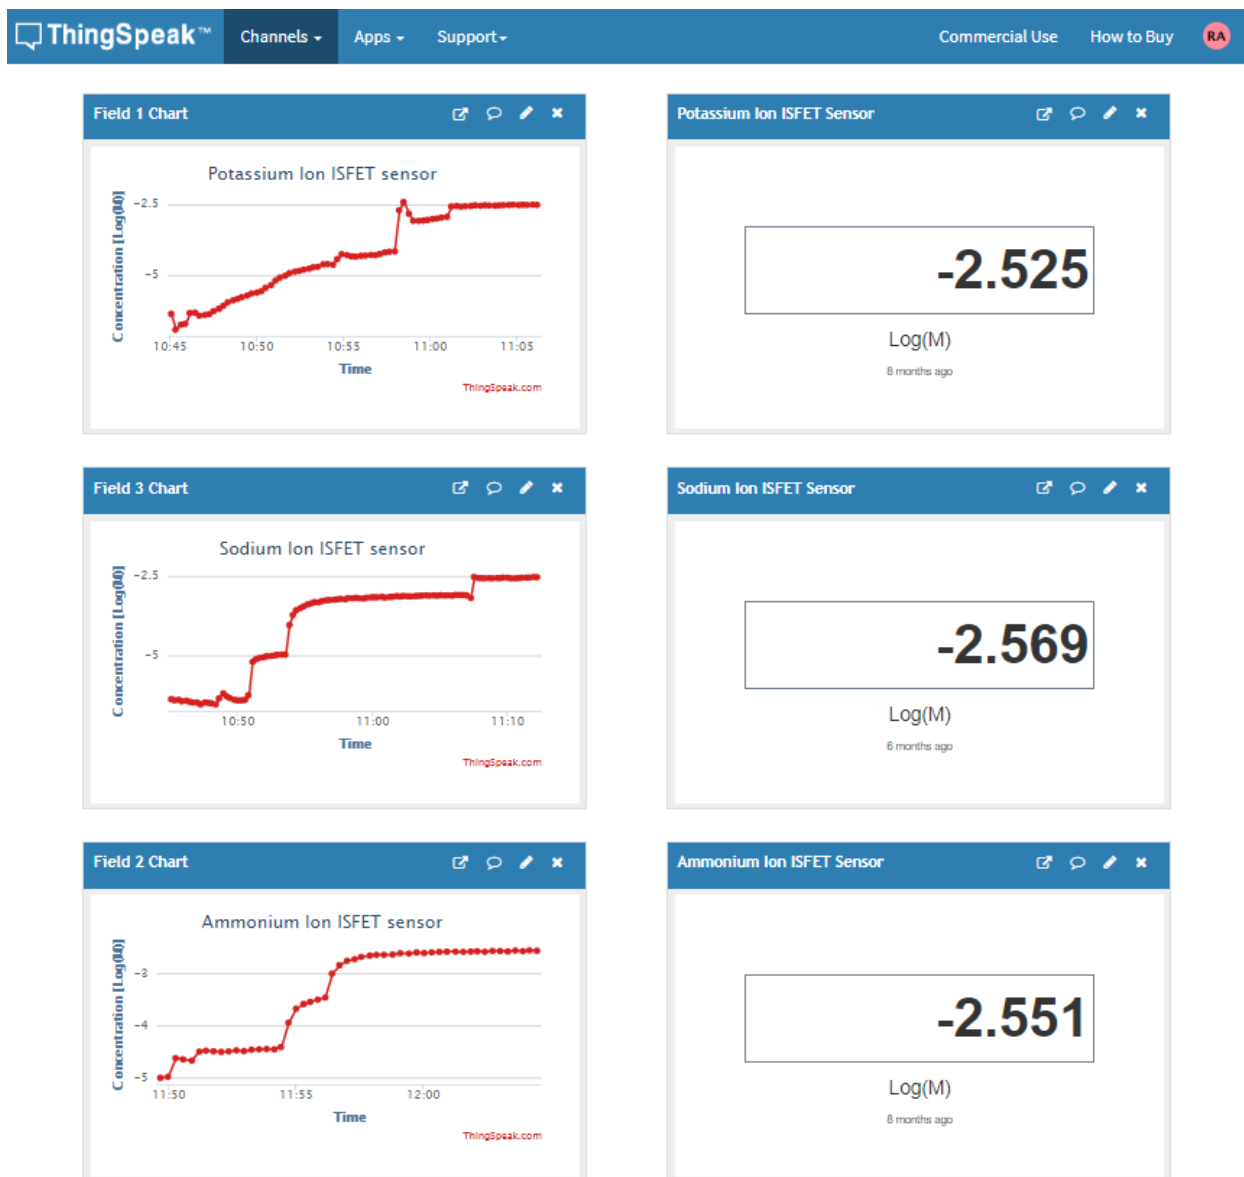 ThingSpeak™ Channels Apps Support Commercial Use How to Buy RA
Field 1 Chart
Potassium Ion ISFET sensor
Concentration [Log(M)]
-2.5
-5
10:45 10:50 10:55 11:00 11:05
Time
ThingSpeak.com
Potassium Ion ISFET Sensor
-2.525
Log(M)
8 months ago
Field 3 Chart
Sodium Ion ISFET sensor
Concentration [Log(M)]
-2.5
-5
10:50 11:00 11:10
Time
ThingSpeak.com
Sodium Ion ISFET Sensor
-2.569
Log(M)
6 months ago
Field 2 Chart
Ammonium Ion ISFET sensor
Concentration [Log(M)]
-3
-4
-5
11:50 11:55 12:00
Time
ThingSpeak.com
Ammonium Ion ISFET Sensor
-2.551
Log(M)
8 months ago